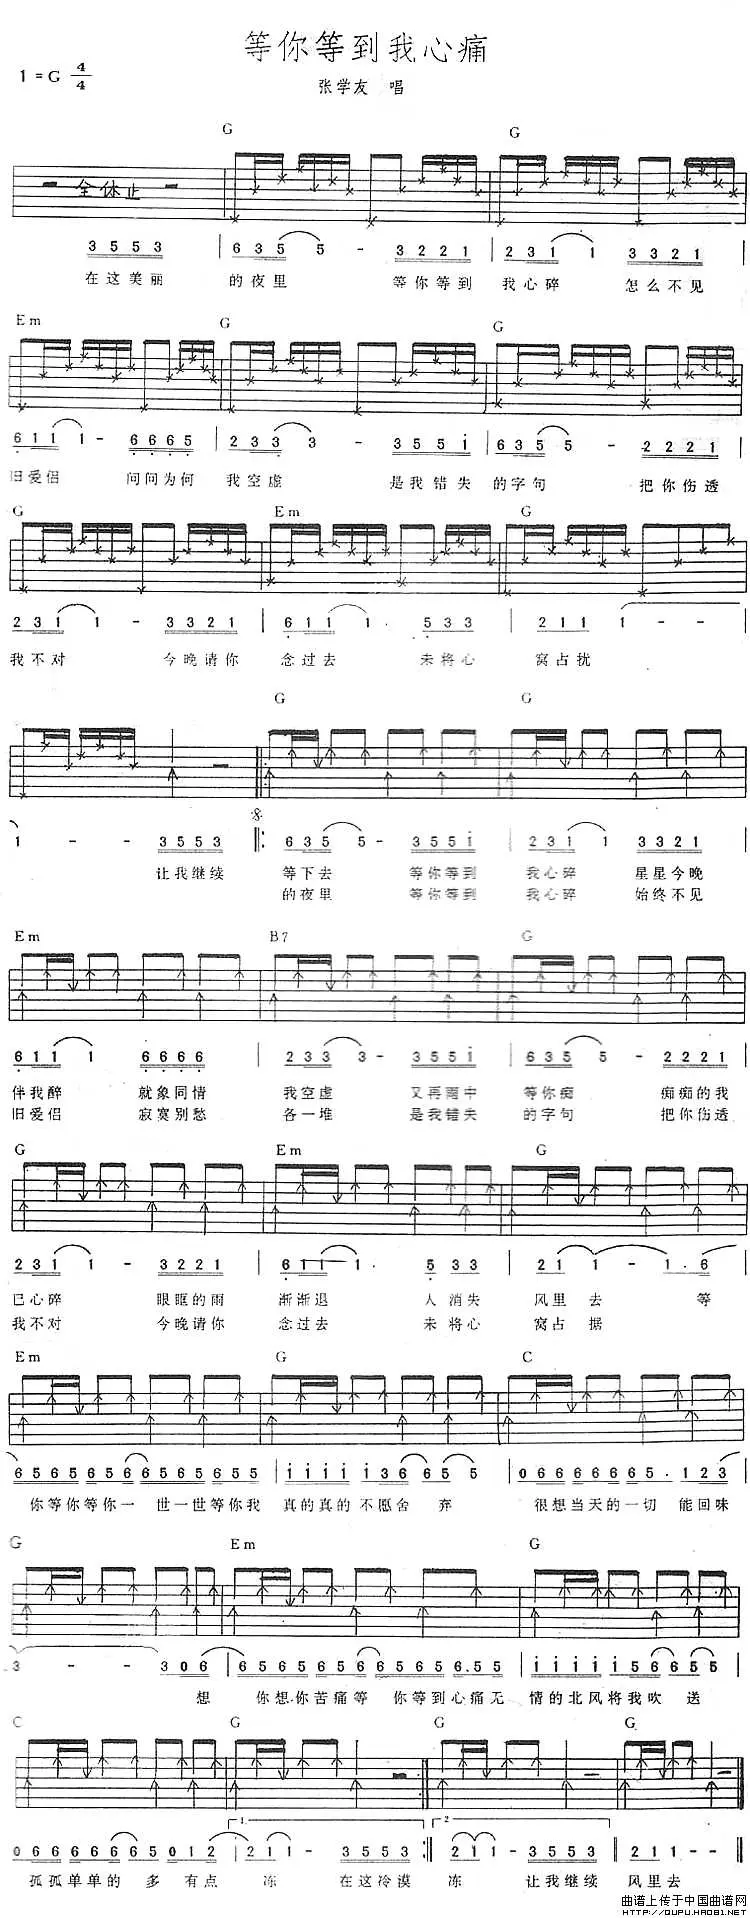 等你等到我心痛
1=G 4/4
张学友 唱
G G
全休止
3 5 5 3 6 3 5 5 - 3 2 2 1 2 3 1 1 3 3 2 1
在这美丽 的夜里 等你等到 我心碎 怎么不见
Em G G
6 1 1 1 - 6 6 6 5 2 3 3 3 - 3 5 5 1 6 3 5 5 - 2 2 2 1
旧爱侣 问问为何 我空虚 是我错失 的字句 把你伤透
G Em G
2 3 1 1 - 3 3 2 1 6 1 1 1 . 5 3 3 2 1 1 1 - -
我不对 今晚请你 念过去 未将心 窝占扰
G G
1 - - 3 5 5 3 6 3 5 5 - 3 5 5 1 2 3 1 1 3 3 2 1
让我继续 等下去 等你等到 我心碎 星星今晚
的夜里 等你等到 我心碎 始终不见
Em B7 G
6 1 1 1 6 6 6 6 2 3 3 3 - 3 5 5 1 6 3 5 5 - 2 2 2 1
伴我醉 就象同情 我空虚 又再雨中 等你痴 痴痴的我
旧爱侣 寂寞别愁 各一堆 是我错失 的字句 把你伤透
G Em G
2 3 1 1 - 3 2 2 1 6 1 1 1 . 5 3 3 2 1 1 - 1 . 6
已心碎 眼眶的雨 渐渐退 人消失 风里去 等
我不对 今晚请你 念过去 未将心 窝占据
Em G C
6 5 6 5 6 5 6 6 5 6 5 6 5 5 1 1 1 1 1 3 6 6 5 5 0 6 6 6 6 6 6 . 1 2 3
你等你等你一 世一世等你我 真的真的不愿舍 弃 很想当天的一切 能回味
G Em G
3 - - 3 0 6 6 5 6 5 6 5 6 6 5 6 5 6.5 5 1 1 1 1 1 5 6 6 5 5
想 你想你苦痛等 你等到心痛无 情的北风将我吹 送
C G G G
1. 2.
0 6 6 6 6 6 5 0 1 2 2 1 1 - 3 5 5 3 2 1 1 - 3 5 5 3 2 1 1 - -
孤孤单单的 多 有点 冻 在这冷漠 冻 让我继续 风里去
曲谱上传于中国曲谱网
HTTP://QUPU.HAO81.NET